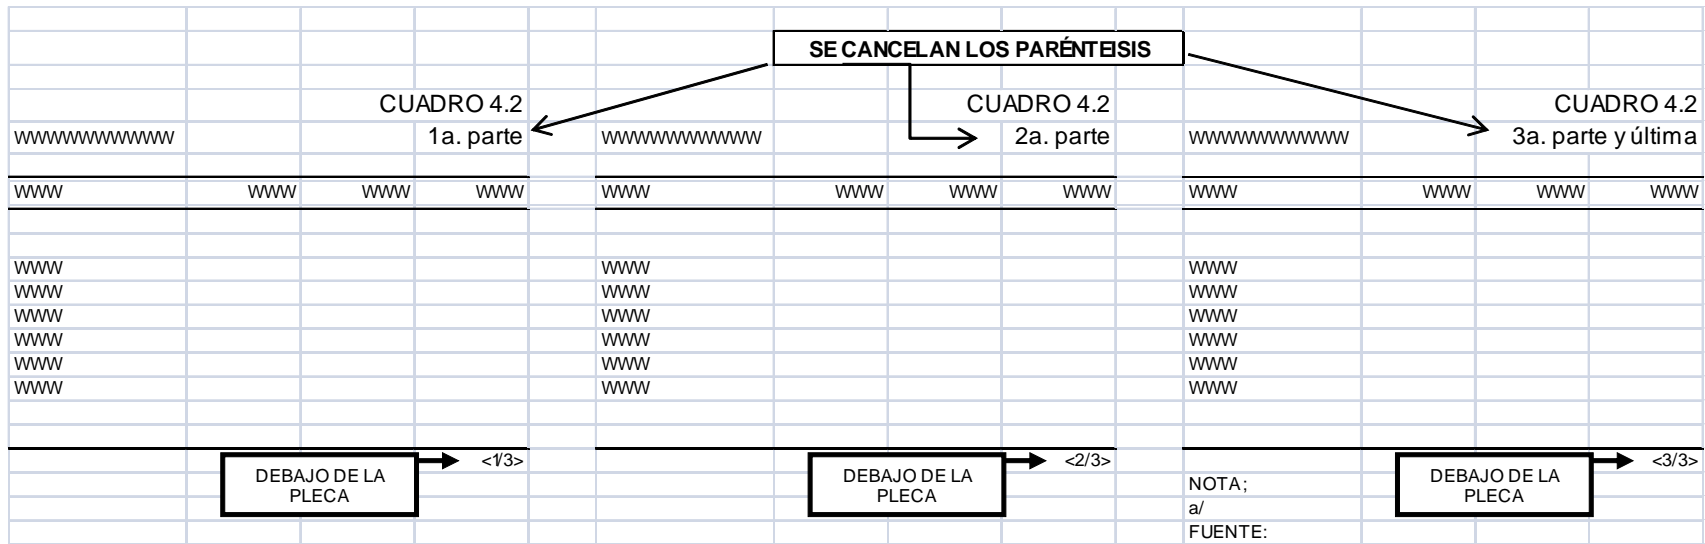 SE CANCELAN LOS PARÉNTEISIS
CUADRO 4.2 CUADRO 4.2 CUADRO 4.2
WWWWWWWWWWW 1a. parte WWWWWWWWWWW 2a. parte WWWWWWWWWWW 3a. parte y última
WWW WWW WWW WWW WWW WWW WWW WWW WWW WWW WWW WWW
WWW WWW WWW
WWW WWW WWW
WWW WWW WWW
WWW WWW WWW
WWW WWW WWW
WWW WWW WWW
<1/3> <2/3> <3/3>
DEBAJO DE LA DEBAJO DE LA DEBAJO DE LA
PLECA PLECA PLECA
NOTA;
a/
FUENTE: